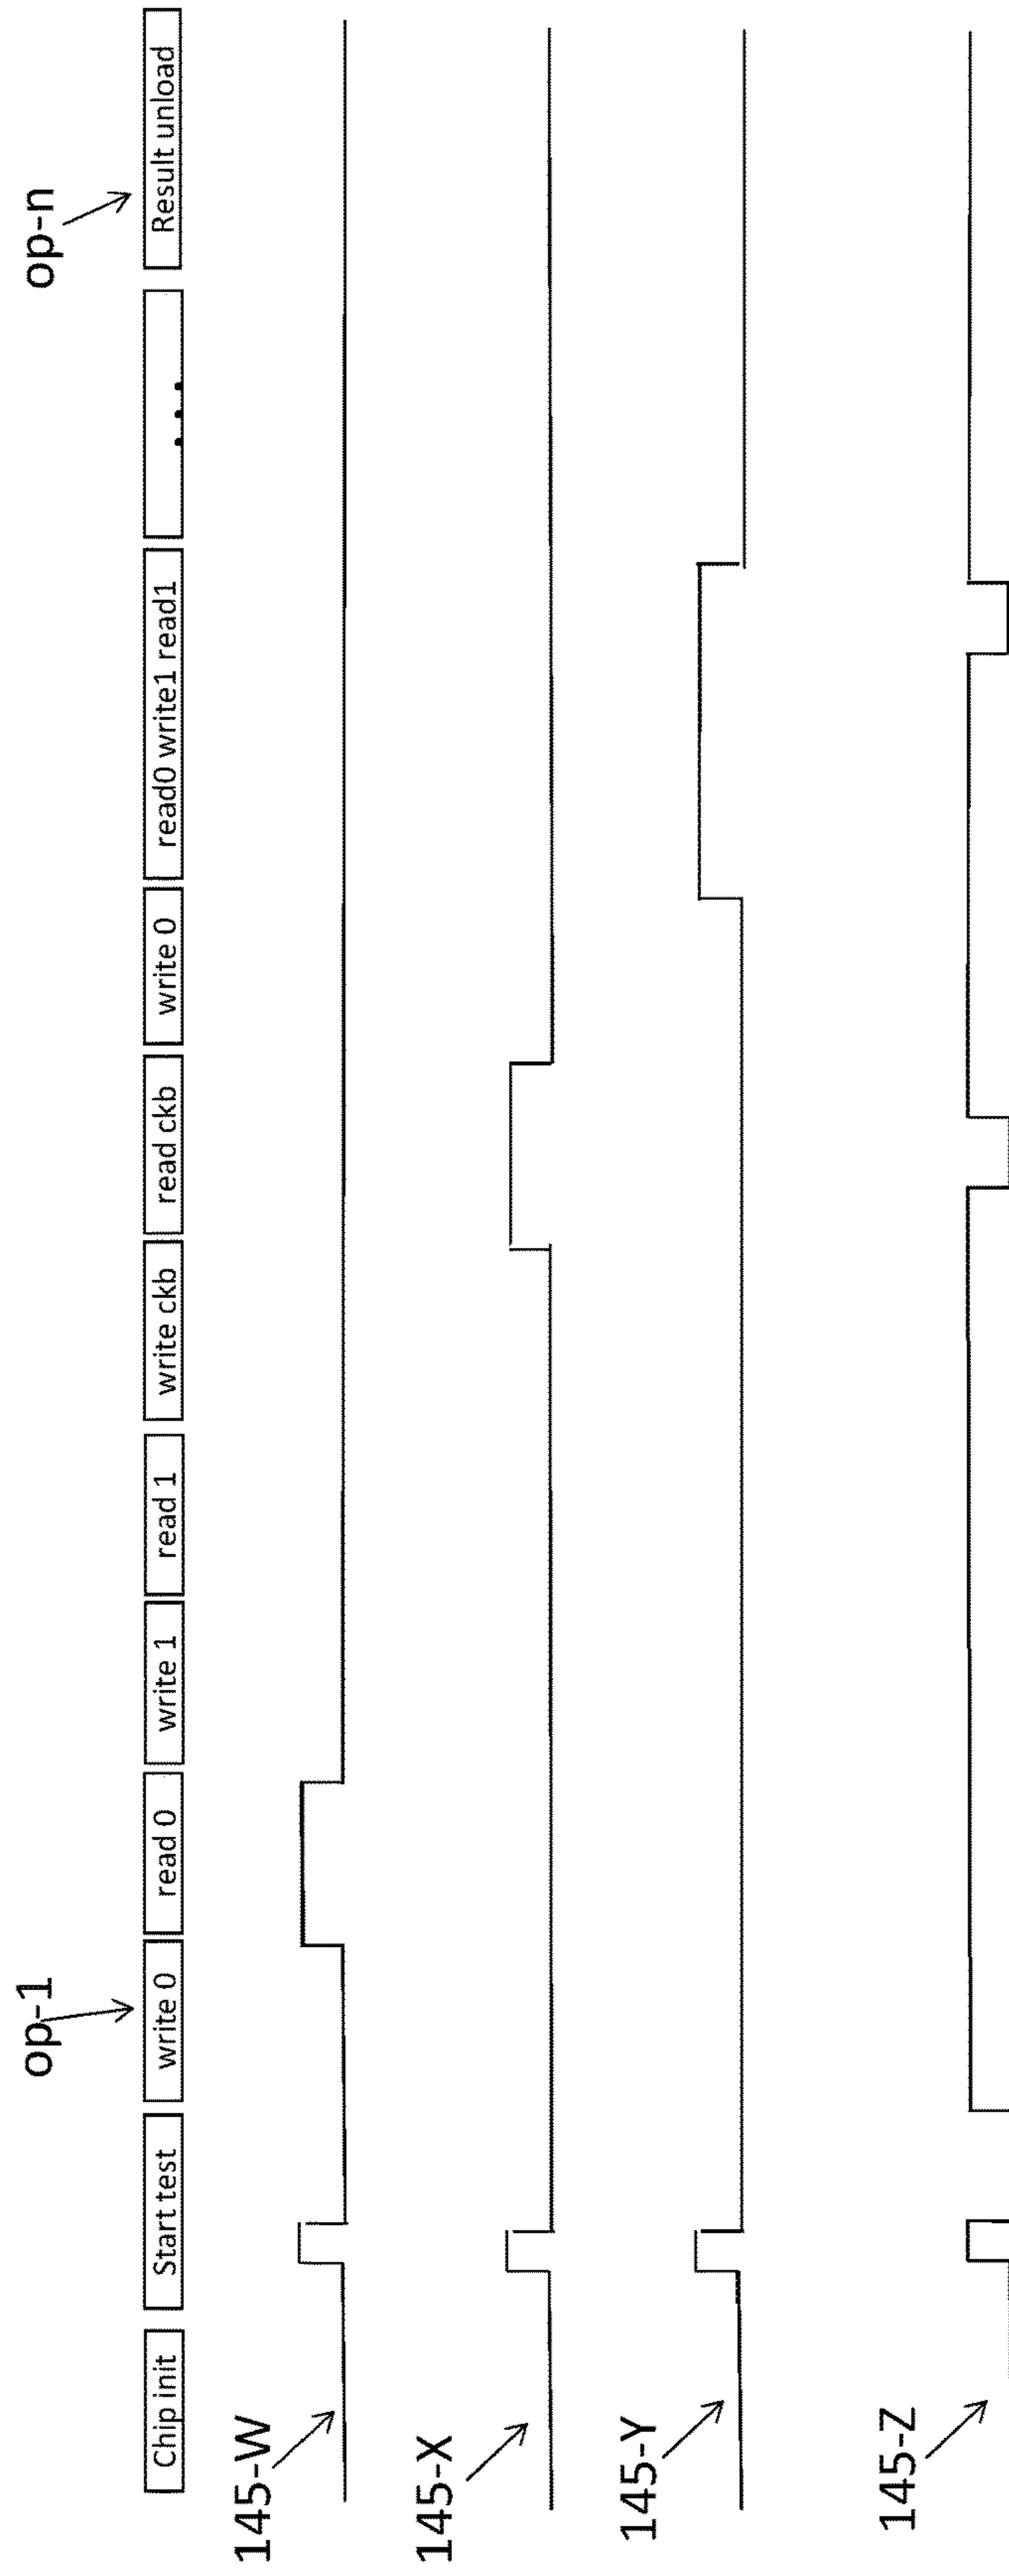 op-1
op-n
Chip init
Start test
write 0
read 0
write 1
read 1
write ckb
read ckb
write 0
read0 write1 read1
...
Result unload
145-W
145-X
145-Y
145-Z